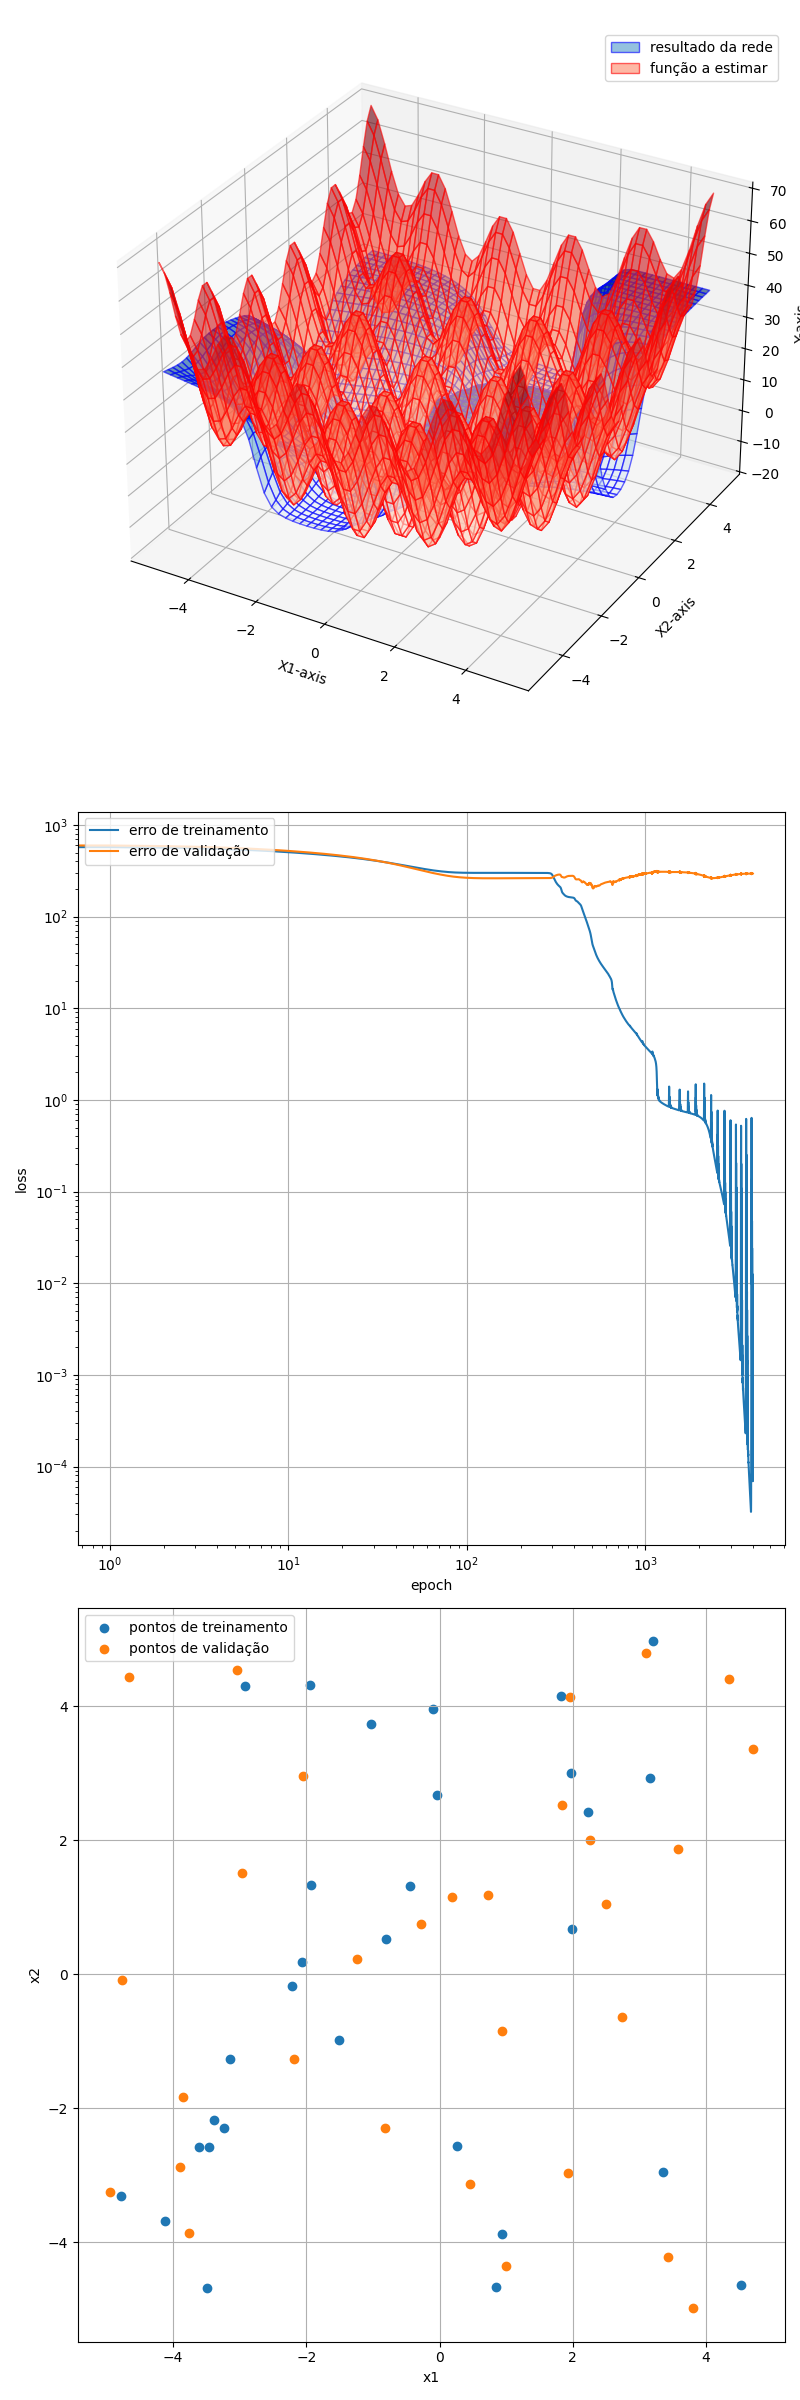 resultado da rede
função a estimar
70
60
50
40
30
20
10
0
−10
−20
4
2
0
−2
−4
X2-axis
−4
−2
0
2
4
X1-axis
erro de treinamento
erro de validação
10³
10²
10¹
10⁰
10⁻¹
10⁻²
10⁻³
10⁻⁴
loss
10⁰ 10¹ 10² 10³
epoch
pontos de treinamento
pontos de validação
4
2
0
−2
−4
x2
−4 −2 0 2 4
x1